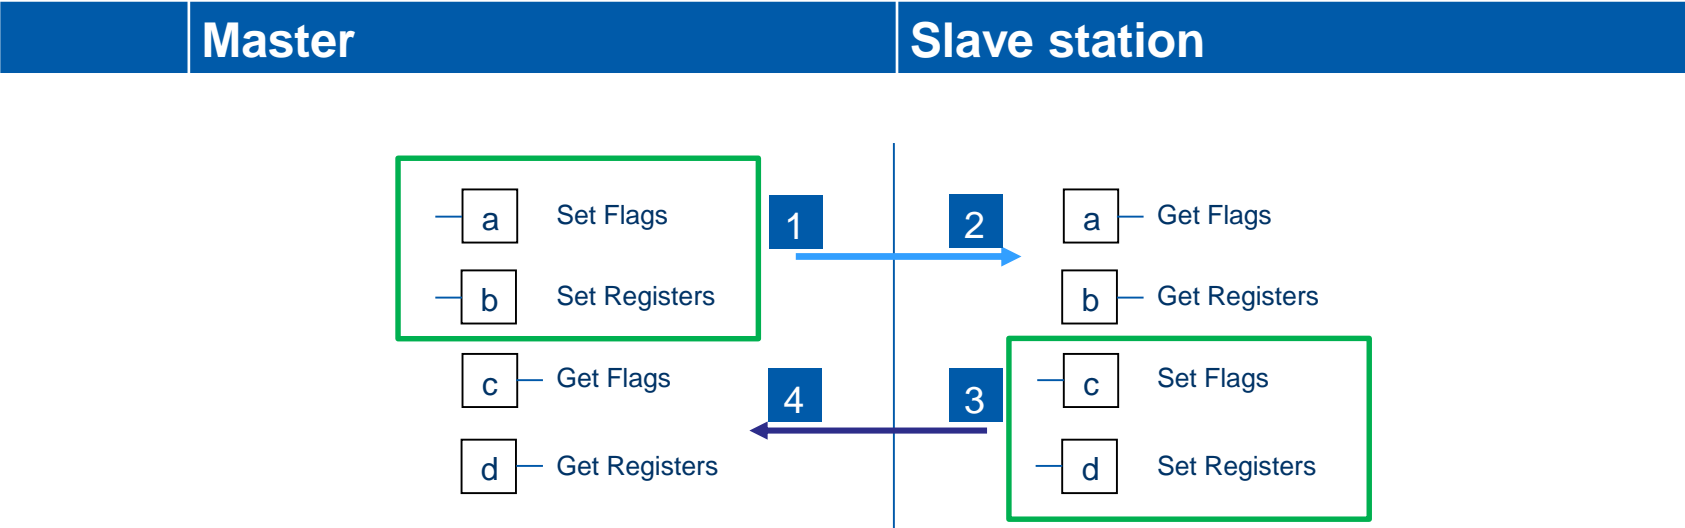 Master Slave station
a Set Flags 1 2 a Get Flags
b Set Registers b Get Registers
c Get Flags 4 3 c Set Flags
d Get Registers d Set Registers